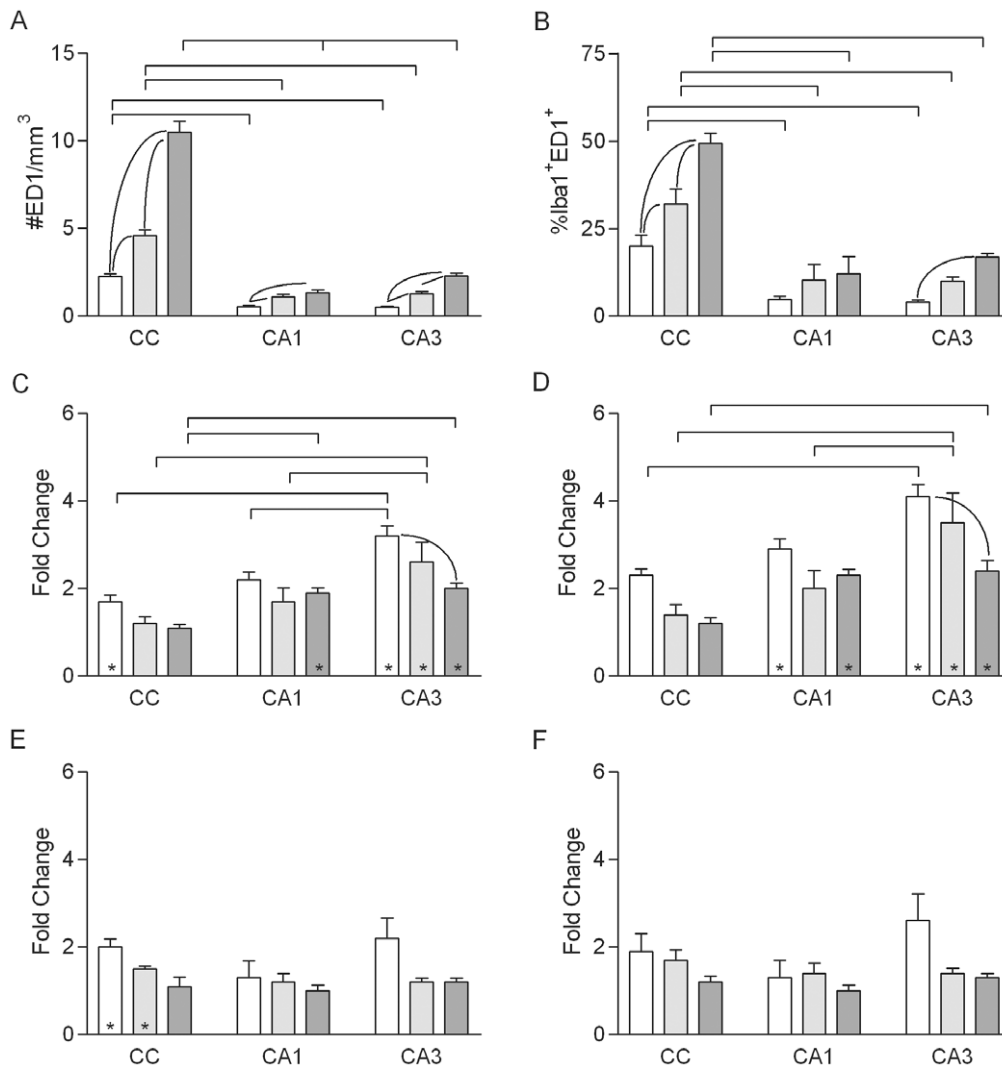 A
#ED1/mm³
15
10
5
0
CC CA1 CA3
B
%Iba1⁺ED1⁺
75
50
25
0
CC CA1 CA3
C
Fold Change
6
4
2
0
* * * * *
CC CA1 CA3
D
Fold Change
6
4
2
0
* * * * *
CC CA1 CA3
E
Fold Change
6
4
2
0
* *
CC CA1 CA3
F
Fold Change
6
4
2
0
CC CA1 CA3